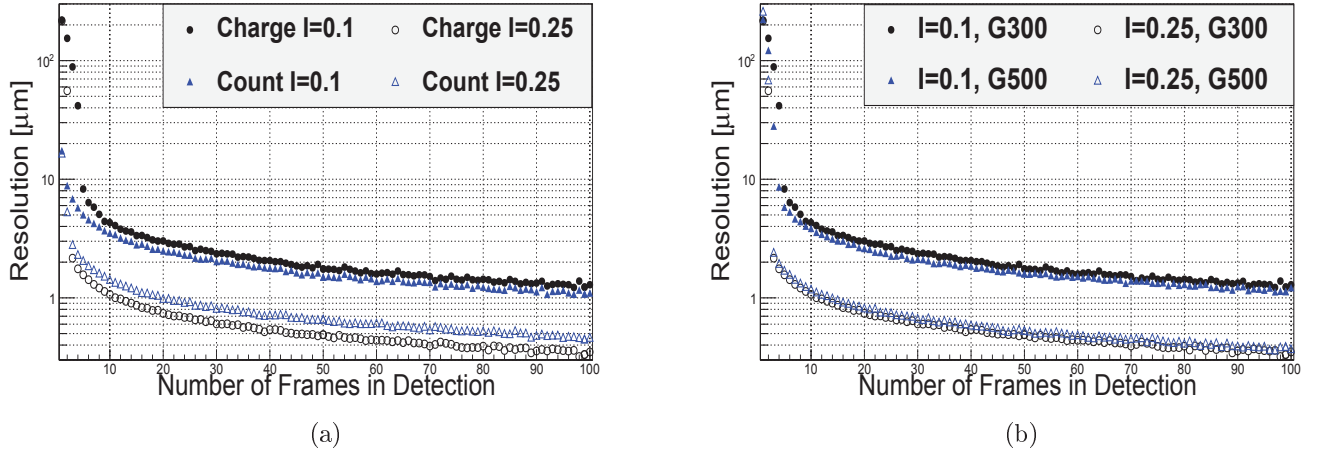 Resolution [μm]
10²
10
1
● Charge I=0.1 ○ Charge I=0.25
▲ Count I=0.1 △ Count I=0.25
10 20 30 40 50 60 70 80 90 100
Number of Frames in Detection
(a)
Resolution [μm]
10²
10
1
● I=0.1, G300 ○ I=0.25, G300
▲ I=0.1, G500 △ I=0.25, G500
10 20 30 40 50 60 70 80 90 100
Number of Frames in Detection
(b)